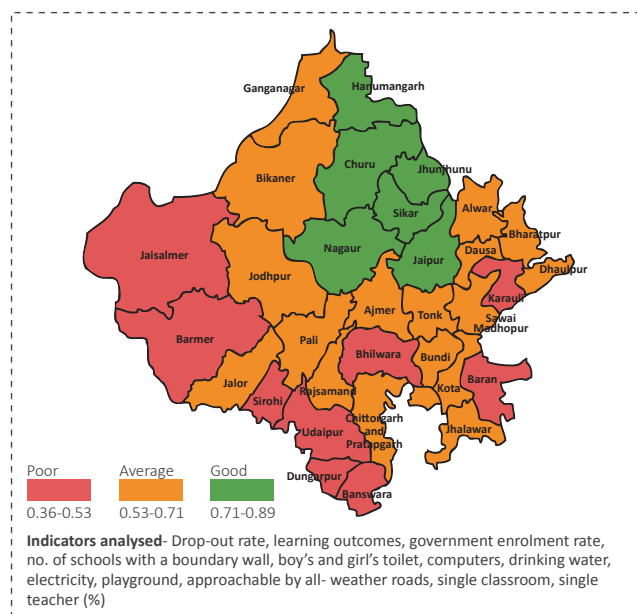 Ganganagar
Hanumangarh
Churu
Jhunjhunu
Bikaner
Sikar
Alwar
Bharatpur
Nagaur
Jaipur
Dausa
Jaisalmer
Jodhpur
Dhaulpur
Karauli
Ajmer
Tonk
Sawai
Madhopur
Barmer
Pali
Bhilwara
Bundi
Jalor
Rajsamand
Kota
Baran
Sirohi
Chittorgarh
and
Pratapgarh
Udaipur
Jhalawar
Dungarpur
Banswara
Poor Average Good
0.36-0.53 0.53-0.71 0.71-0.89
Indicators analysed- Drop-out rate, learning outcomes, government enrolment rate,
no. of schools with a boundary wall, boy's and girl's toilet, computers, drinking water,
electricity, playground, approachable by all- weather roads, single classroom, single
teacher (%)